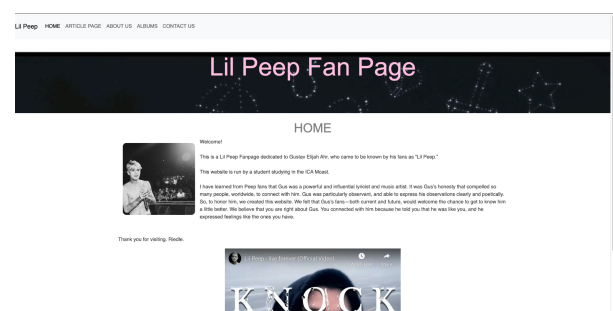 Lil Peep HOME ARTICLE PAGE ABOUT US ALBUMS CONTACT US
Lil Peep Fan Page
HOME
Welcome!
This is a Lil Peep Fanpage dedicated to Gustav Elijah Ahr, who came to be known by his fans as "Lil Peep."
This website is run by a student studying in the ICA Mcast.
I have learned from Peep fans that Gus was a powerful and influential lyricist and music artist. It was Gus's honesty that compelled so
many people, worldwide, to connect with him. Gus was particularly observant, and able to express his observations clearly and poetically.
So, to honor him, we created this website. We felt that Gus's fans—both current and future, would welcome the chance to get to know him
a little better. We believe that you are right about Gus. You connected with him because he told you that he was like you, and he
expressed feelings like the ones you have.
Thank you for visiting.
Lil Peep - live forever (Official Video)
KNOCK